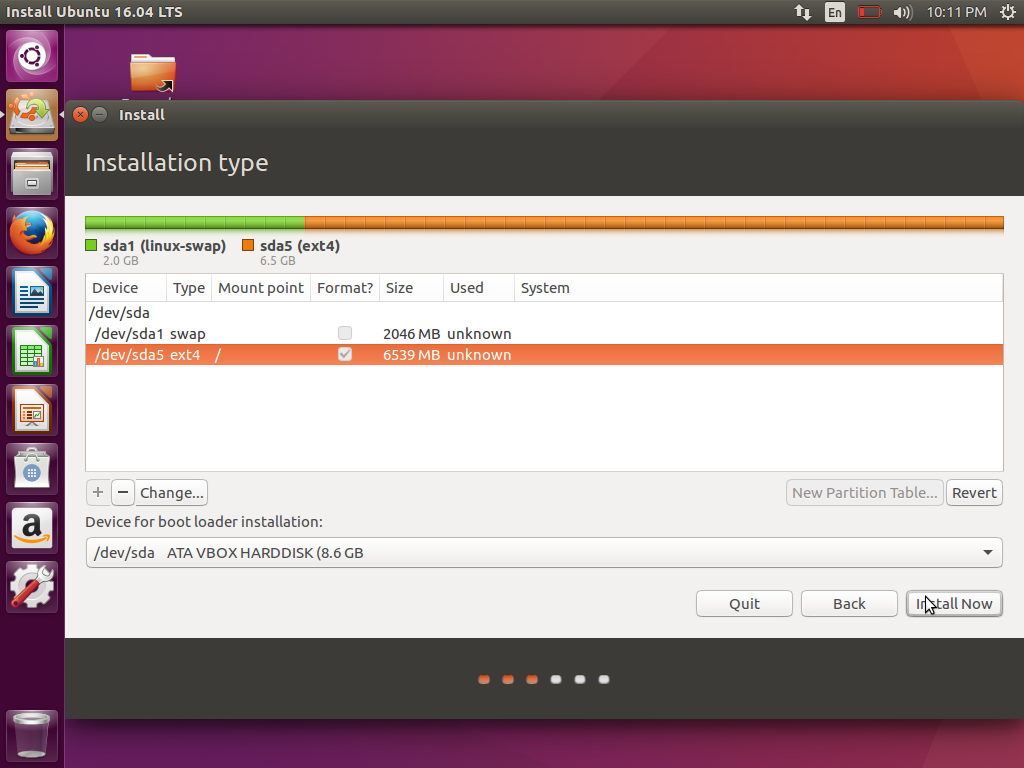 Install Ubuntu 16.04 LTS En 10:11 PM
Install
Installation type
sda1 (linux-swap) sda5 (ext4)
2.0 GB 6.5 GB
Device Type Mount point Format? Size Used System
/dev/sda
/dev/sda1 swap 2046 MB unknown
/dev/sda5 ext4 / 6539 MB unknown
+ − Change... New Partition Table... Revert
Device for boot loader installation:
/dev/sda ATA VBOX HARDDISK (8.6 GB
Quit Back Install Now